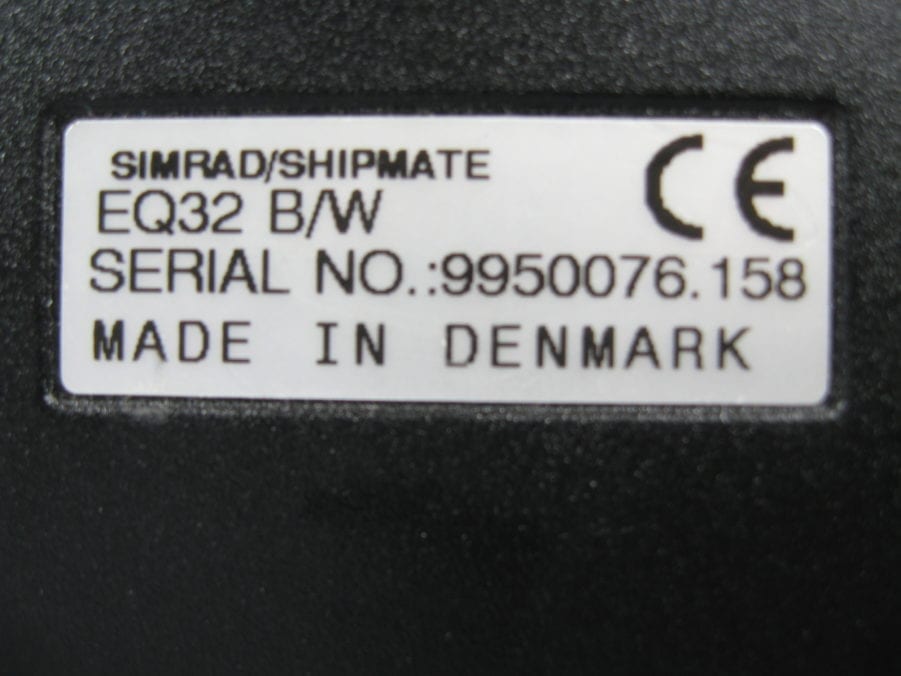 SIMRAD/SHIPMATE
EQ32 B/W
CE
SERIAL NO.:9950076.158
MADE IN DENMARK